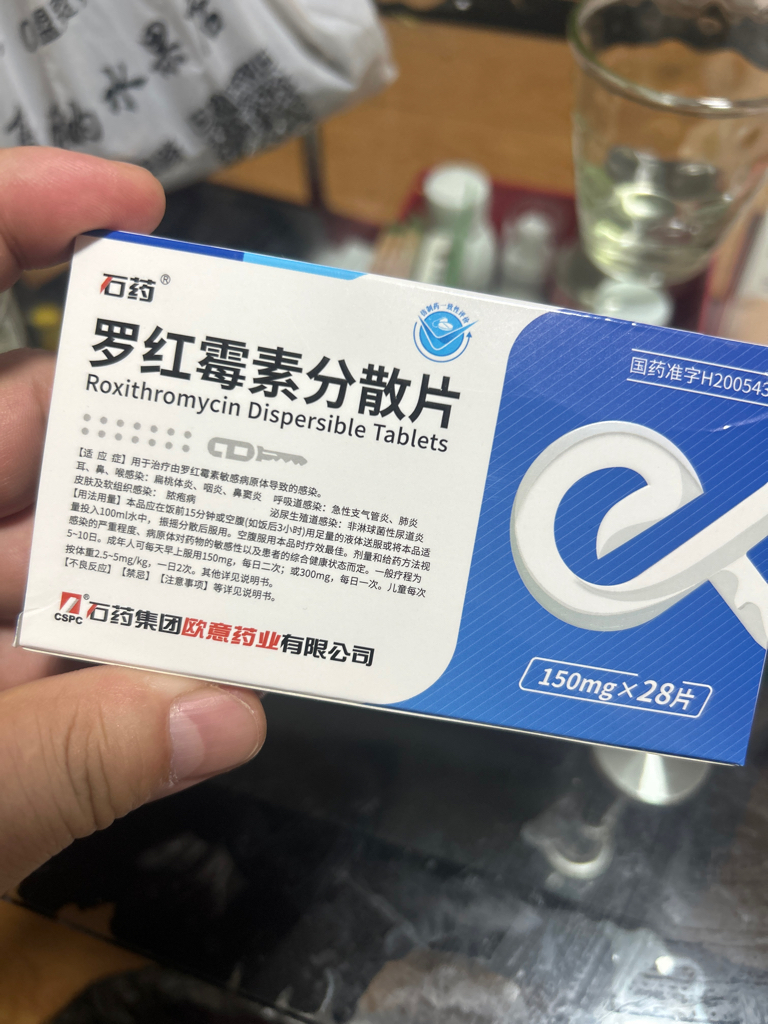 水果
石药®
罗红霉素分散片
Roxithromycin Dispersible Tablets
国药准字H200543
【适 应 症】用于治疗由罗红霉素敏感病原体导致的感染。
耳、鼻、喉感染：扁桃体炎、咽炎、鼻窦炎　呼吸道感染：急性支气管炎、肺炎
皮肤及软组织感染：脓疱病　泌尿生殖道感染：非淋球菌性尿道炎
【用法用量】本品应在饭前15分钟或空腹(如饭后3小时)用足量的液体送服或将本品适
量投入100ml水中，振摇分散后服用。空腹服用本品时疗效最佳。剂量和给药方法视
感染的严重程度、病原体对药物的敏感性以及患者的综合健康状态而定。一般疗程为
5~10日。成年人可每天早上服用150mg，每日二次；或300mg，每日一次。儿童每次
按体重2.5~5mg/kg，一日2次。其他详见说明书。
【不良反应】【禁忌】【注意事项】等详见说明书。
CSPC® 石药集团欧意药业有限公司
150mg×28片